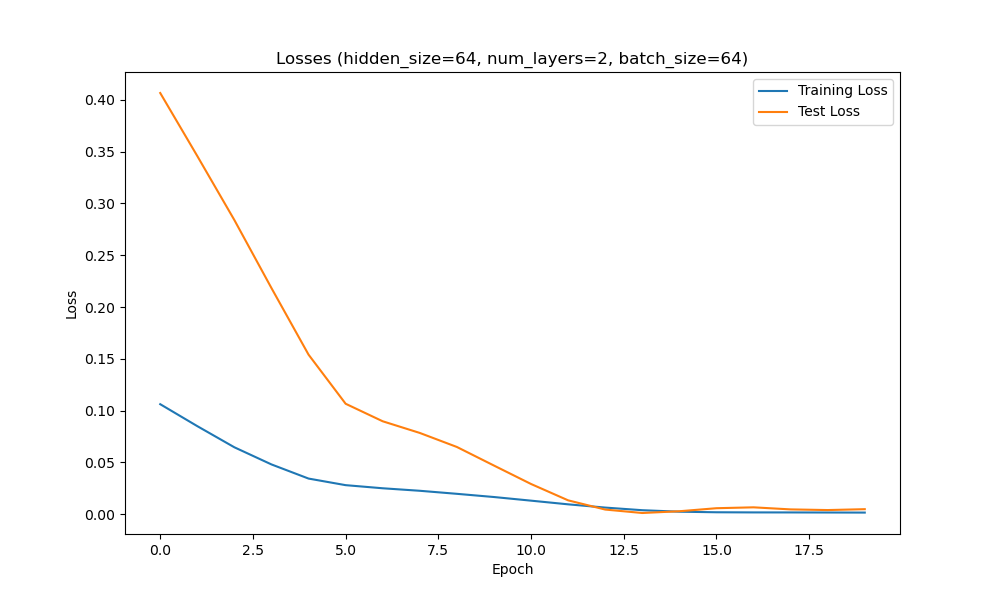 Losses (hidden_size=64, num_layers=2, batch_size=64)
Training Loss
Test Loss
0.40
0.35
0.30
0.25
0.20
0.15
0.10
0.05
0.00
Loss
0.0 2.5 5.0 7.5 10.0 12.5 15.0 17.5
Epoch